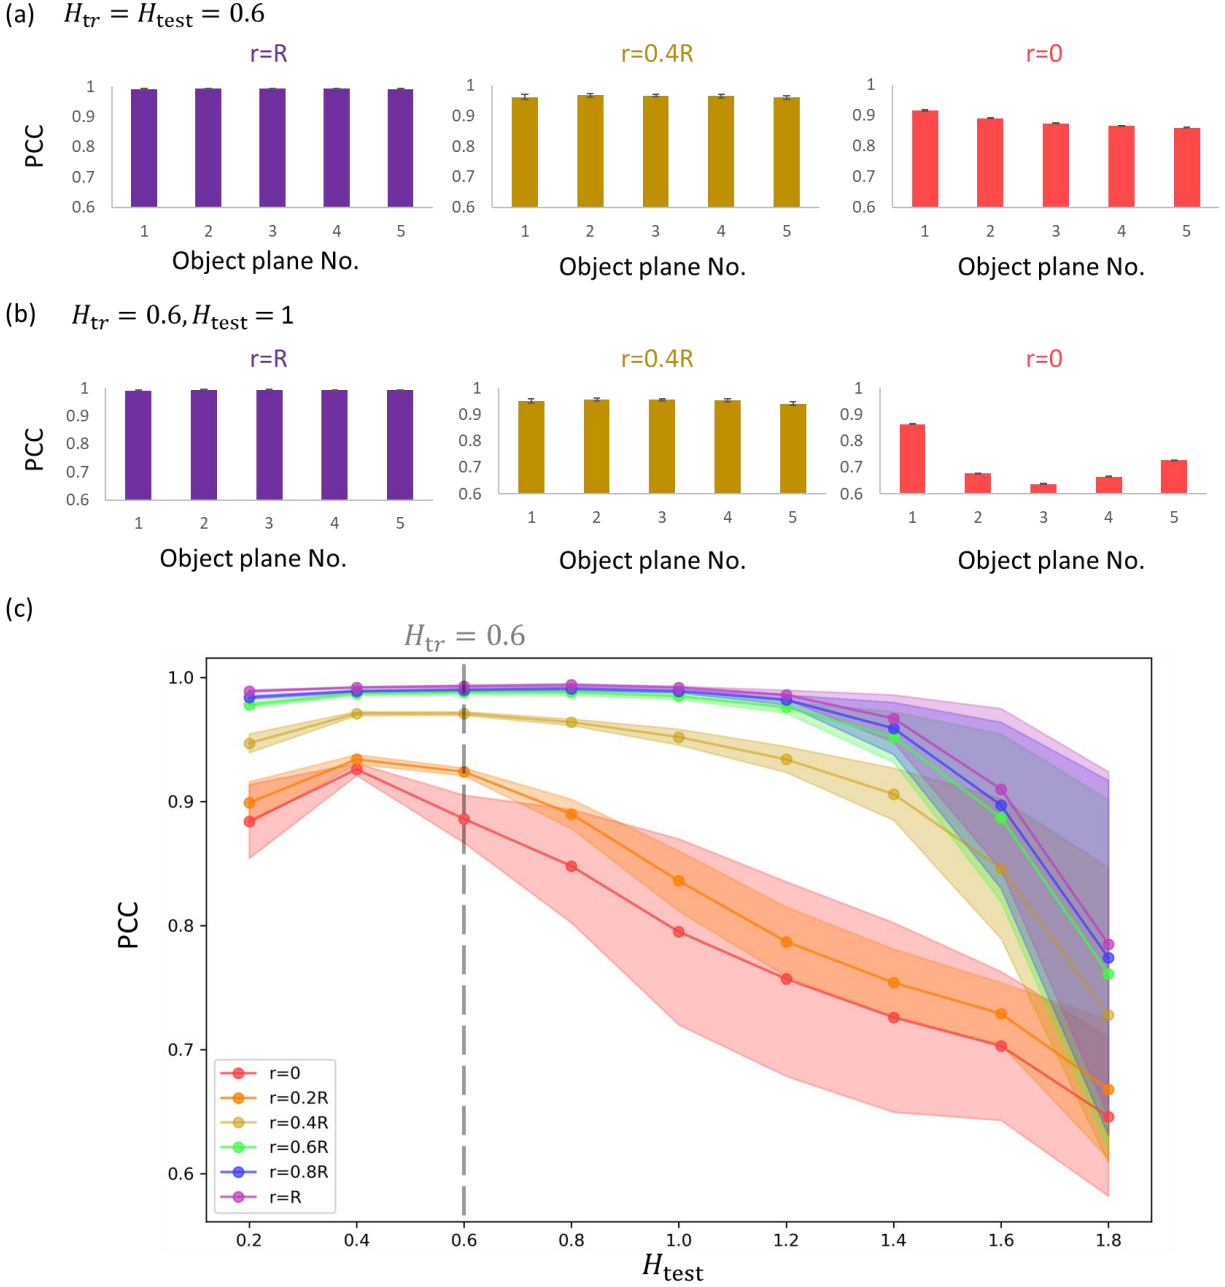 (a) H_tr = H_test = 0.6
r=R r=0.4R r=0
1 1 1
0.9 0.9 0.9
PCC 0.8 0.8 0.8
0.7 0.7 0.7
0.6 0.6 0.6
1 2 3 4 5 1 2 3 4 5 1 2 3 4 5
Object plane No. Object plane No. Object plane No.
(b) H_tr = 0.6, H_test = 1
r=R r=0.4R r=0
1 1 1
0.9 0.9 0.9
PCC 0.8 0.8 0.8
0.7 0.7 0.7
0.6 0.6 0.6
1 2 3 4 5 1 2 3 4 5 1 2 3 4 5
Object plane No. Object plane No. Object plane No.
(c)
H_tr = 0.6
1.0
0.9
0.8
PCC
0.7
0.6
r=0
r=0.2R
r=0.4R
r=0.6R
r=0.8R
r=R
0.2 0.4 0.6 0.8 1.0 1.2 1.4 1.6 1.8
H_test